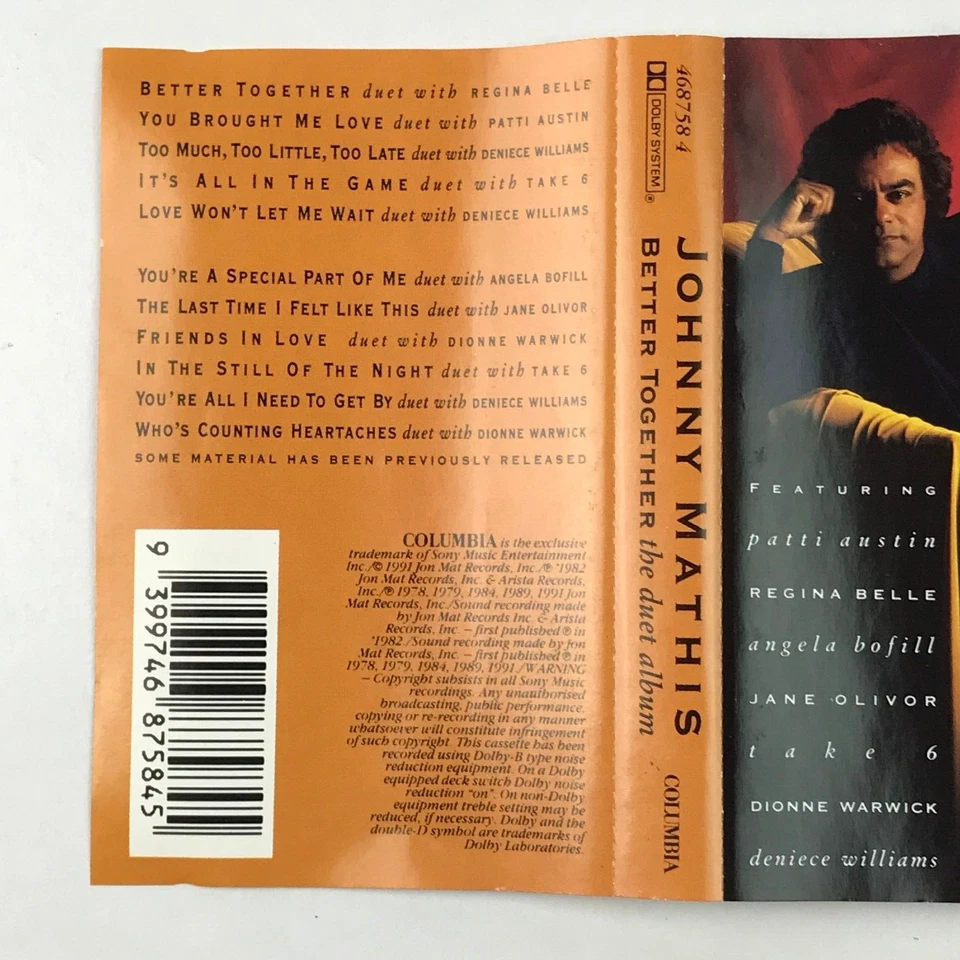 BETTER TOGETHER duet with REGINA BELLE
YOU BROUGHT ME LOVE duet with PATTI AUSTIN
TOO MUCH, TOO LITTLE, TOO LATE duet with DENIECE WILLIAMS
IT'S ALL IN THE GAME duet with TAKE 6
LOVE WON'T LET ME WAIT duet with DENIECE WILLIAMS
YOU'RE A SPECIAL PART OF ME duet with ANGELA BOFILL
THE LAST TIME I FELT LIKE THIS duet with JANE OLIVOR
FRIENDS IN LOVE duet with DIONNE WARWICK
IN THE STILL OF THE NIGHT duet with TAKE 6
YOU'RE ALL I NEED TO GET BY duet with DENIECE WILLIAMS
WHO'S COUNTING HEARTACHES duet with DIONNE WARWICK
SOME MATERIAL HAS BEEN PREVIOUSLY RELEASED
COLUMBIA is the exclusive
trademark of Sony Music Entertainment
Inc./© 1991 Jon Mat Records, Inc./℗ '1982
Jon Mat Records, Inc. & Arista Records,
Inc./℗ 1978, 1979, 1984, 1989, 1991 Jon
Mat Records, Inc./Sound recording made
by Jon Mat Records Inc. & Arista
Records, Inc. – first published ℗ in
'1982./Sound recording made by Jon
Mat Records, Inc. – first published ℗ in
1978, 1979, 1984, 1989, 1991./WARNING
– Copyright subsists in all Sony Music
recordings. Any unauthorised
broadcasting, public performance,
copying or re-recording in any manner
whatsoever will constitute infringement
of such copyright. This cassette has been
recorded using Dolby-B type noise
reduction equipment. On a Dolby
equipped deck switch Dolby noise
reduction "on". On non-Dolby
equipment treble setting may be
reduced, if necessary. Dolby and the
double-D symbol are trademarks of
Dolby Laboratories.
9 399746 875845
468758 4
DOLBY SYSTEM ®
JOHNNY MATHIS
BETTER TOGETHER the duet album
COLUMBIA
FEATURING
patti austin
REGINA BELLE
angela bofill
JANE OLIVOR
take 6
DIONNE WARWICK
deniece williams